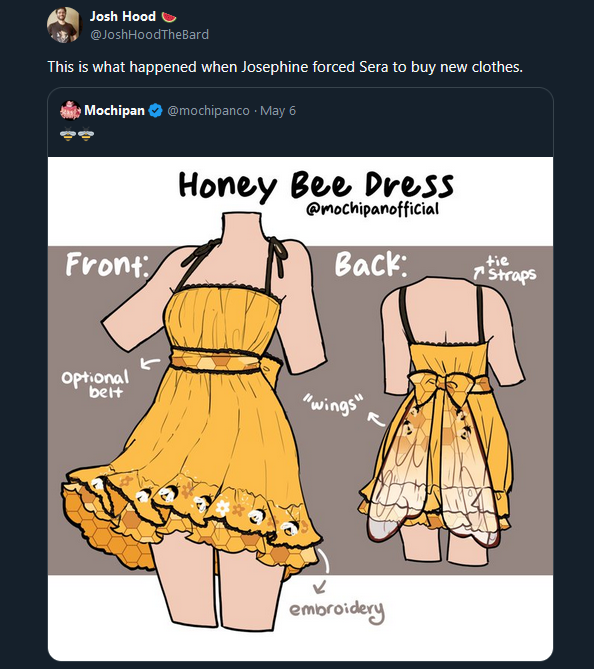 Josh Hood 🍉
@JoshHoodTheBard
This is what happened when Josephine forced Sera to buy new clothes.
Mochipan @mochipanco · May 6
🐝🐝
Honey Bee Dress
@mochipanofficial
Front:
Back:
tie
straps
optional
belt
"wings"
embroidery